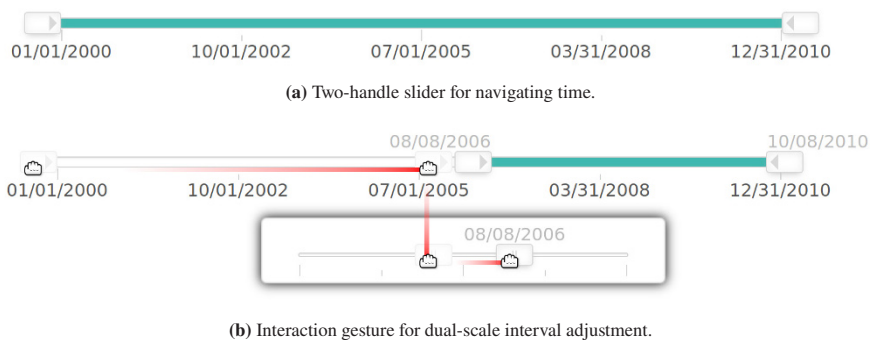 01/01/2000 10/01/2002 07/01/2005 03/31/2008 12/31/2010
(a) Two-handle slider for navigating time.
08/08/2006 10/08/2010
01/01/2000 10/01/2002 07/01/2005 03/31/2008 12/31/2010
08/08/2006
(b) Interaction gesture for dual-scale interval adjustment.